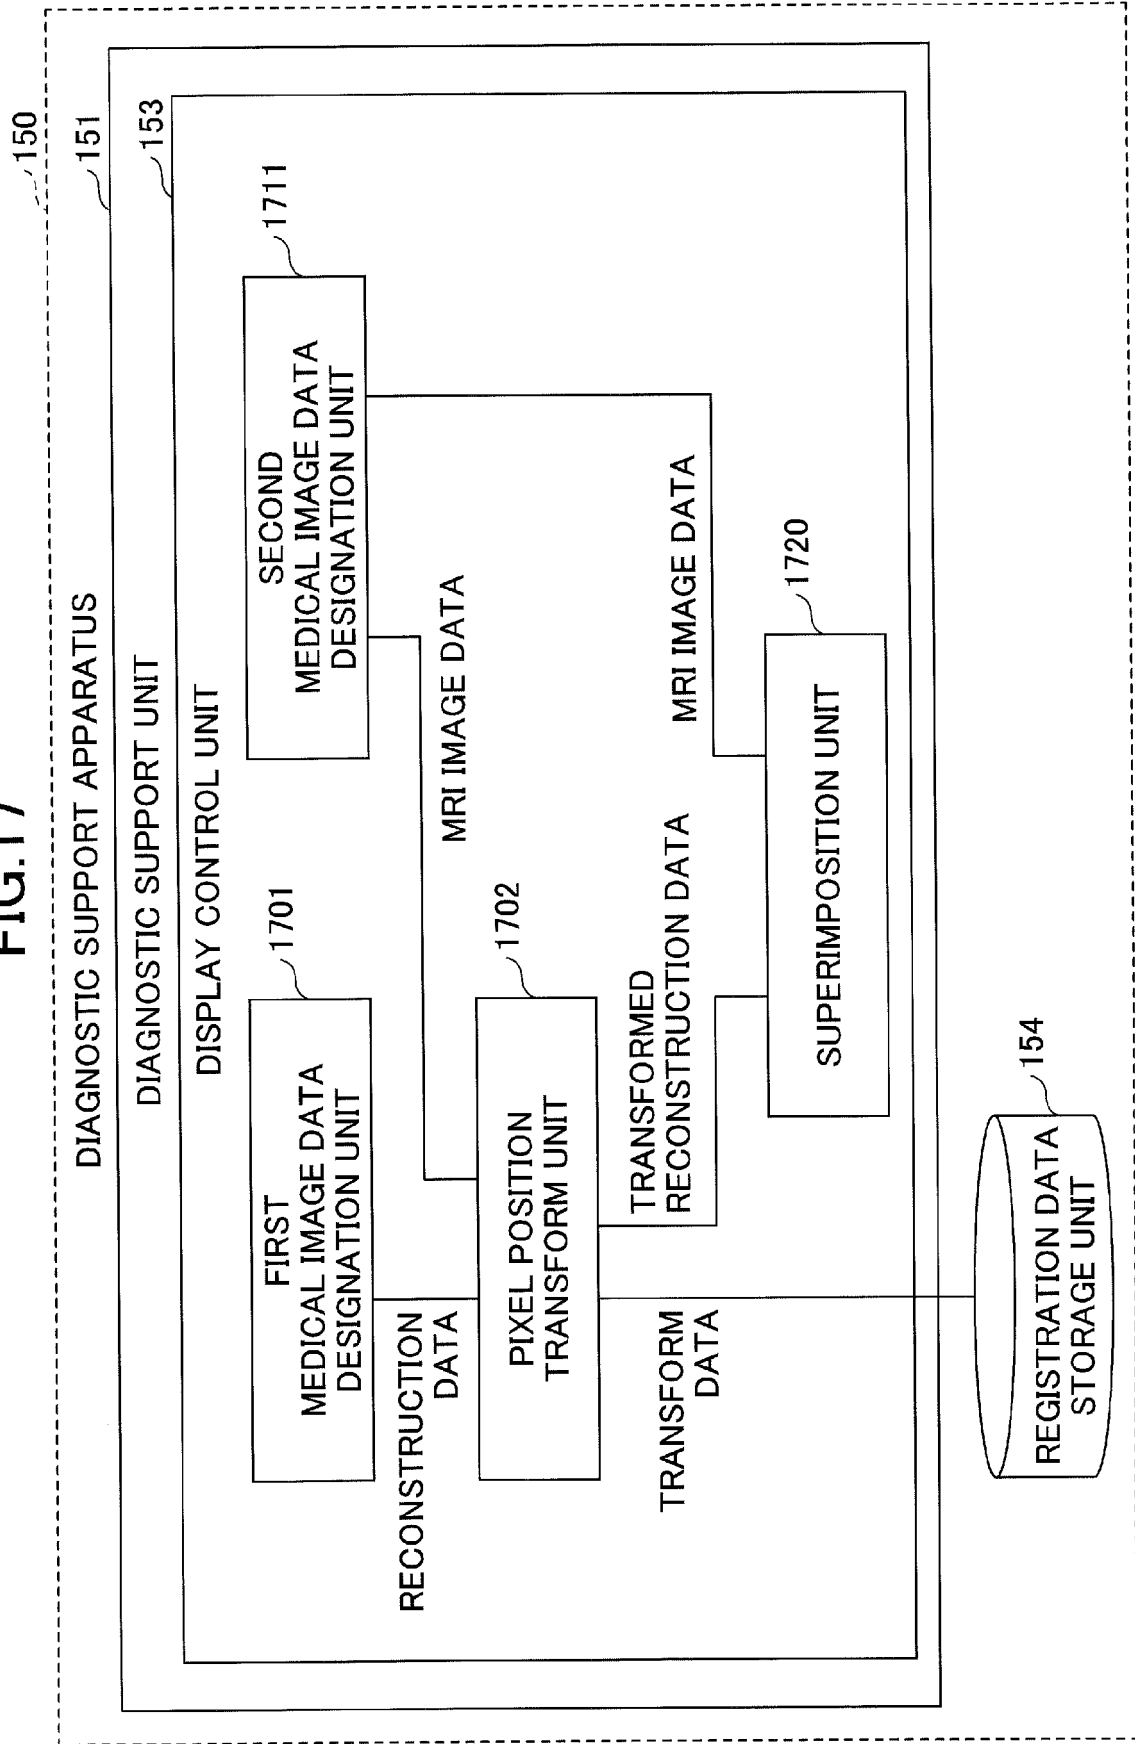 FIG.17
150
DIAGNOSTIC SUPPORT APPARATUS
151
DIAGNOSTIC SUPPORT UNIT
153
DISPLAY CONTROL UNIT
1701
FIRST
MEDICAL IMAGE DATA
DESIGNATION UNIT
1711
SECOND
MEDICAL IMAGE DATA
DESIGNATION UNIT
RECONSTRUCTION
DATA
MRI IMAGE DATA
1702
PIXEL POSITION
TRANSFORM UNIT
TRANSFORM
DATA
TRANSFORMED
RECONSTRUCTION DATA
MRI IMAGE DATA
1720
SUPERIMPOSITION UNIT
154
REGISTRATION DATA
STORAGE UNIT